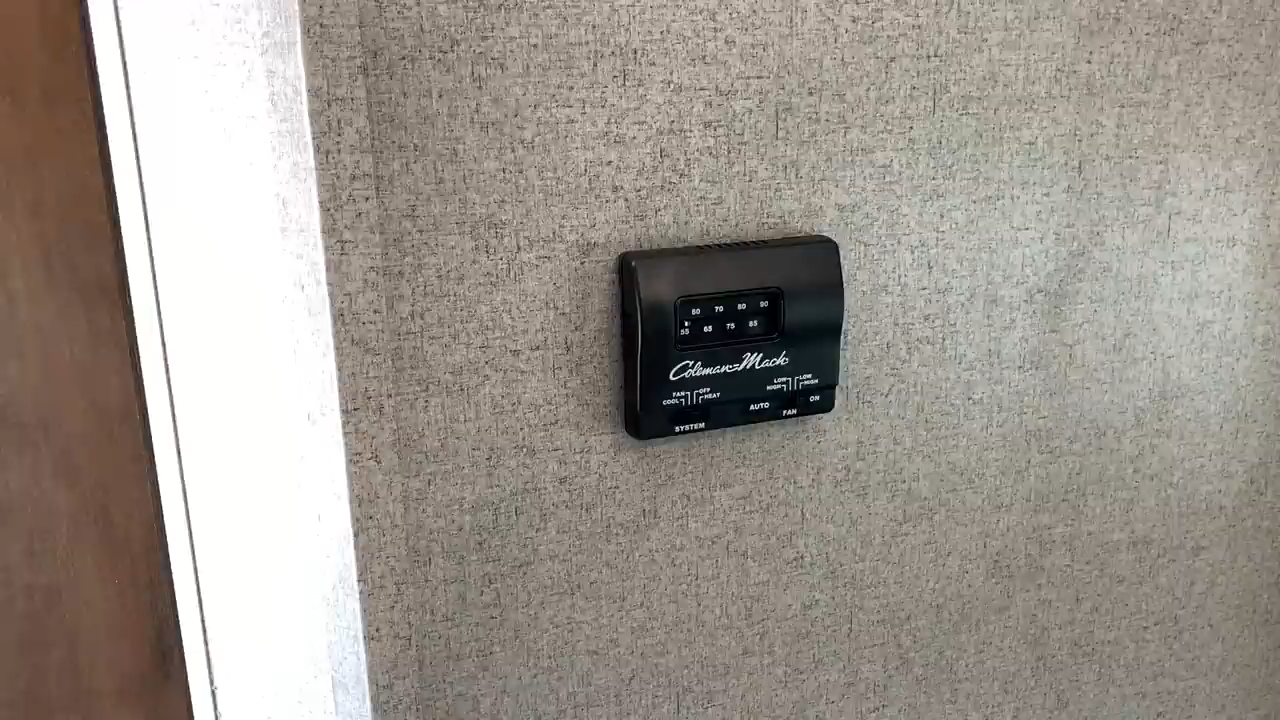 60 70 80 90
55 65 75 85
Coleman-Mach
FAN OFF
COOL HEAT
LOW LOW
HIGH HIGH
AUTO ON
FAN
SYSTEM